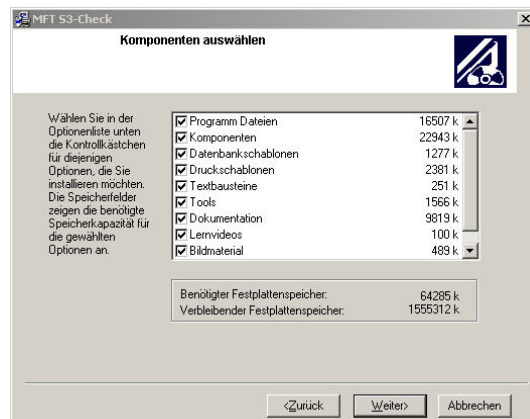 MFT S3-Check
Komponenten auswählen
Wählen Sie in der
Optionenliste unten
die Kontrollkästchen
für diejenigen
Optionen, die Sie
installieren möchten.
Die Speicherfelder
zeigen die benötigte
Speicherkapazität für
die gewählten
Optionen an.
Programm Dateien 16507 k
Komponenten 22943 k
Datenbankschablonen 1277 k
Druckschablonen 2381 k
Textbausteine 251 k
Tools 1566 k
Dokumentation 9819 k
Lernvideos 100 k
Bildmaterial 489 k
Benötigter Festplattenspeicher: 64285 k
Verbleibender Festplattenspeicher: 1555312 k
<Zurück Weiter> Abbrechen